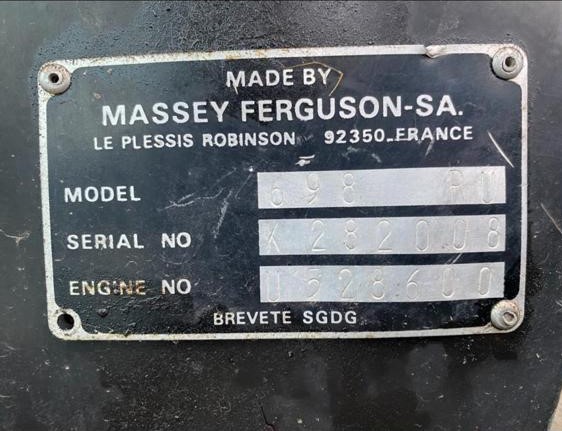 MADE BY
MASSEY FERGUSON-SA.
LE PLESSIS ROBINSON 92350-FRANCE
MODEL 698 RU
SERIAL NO K 282008
ENGINE NO U528600
BREVETE SGDG